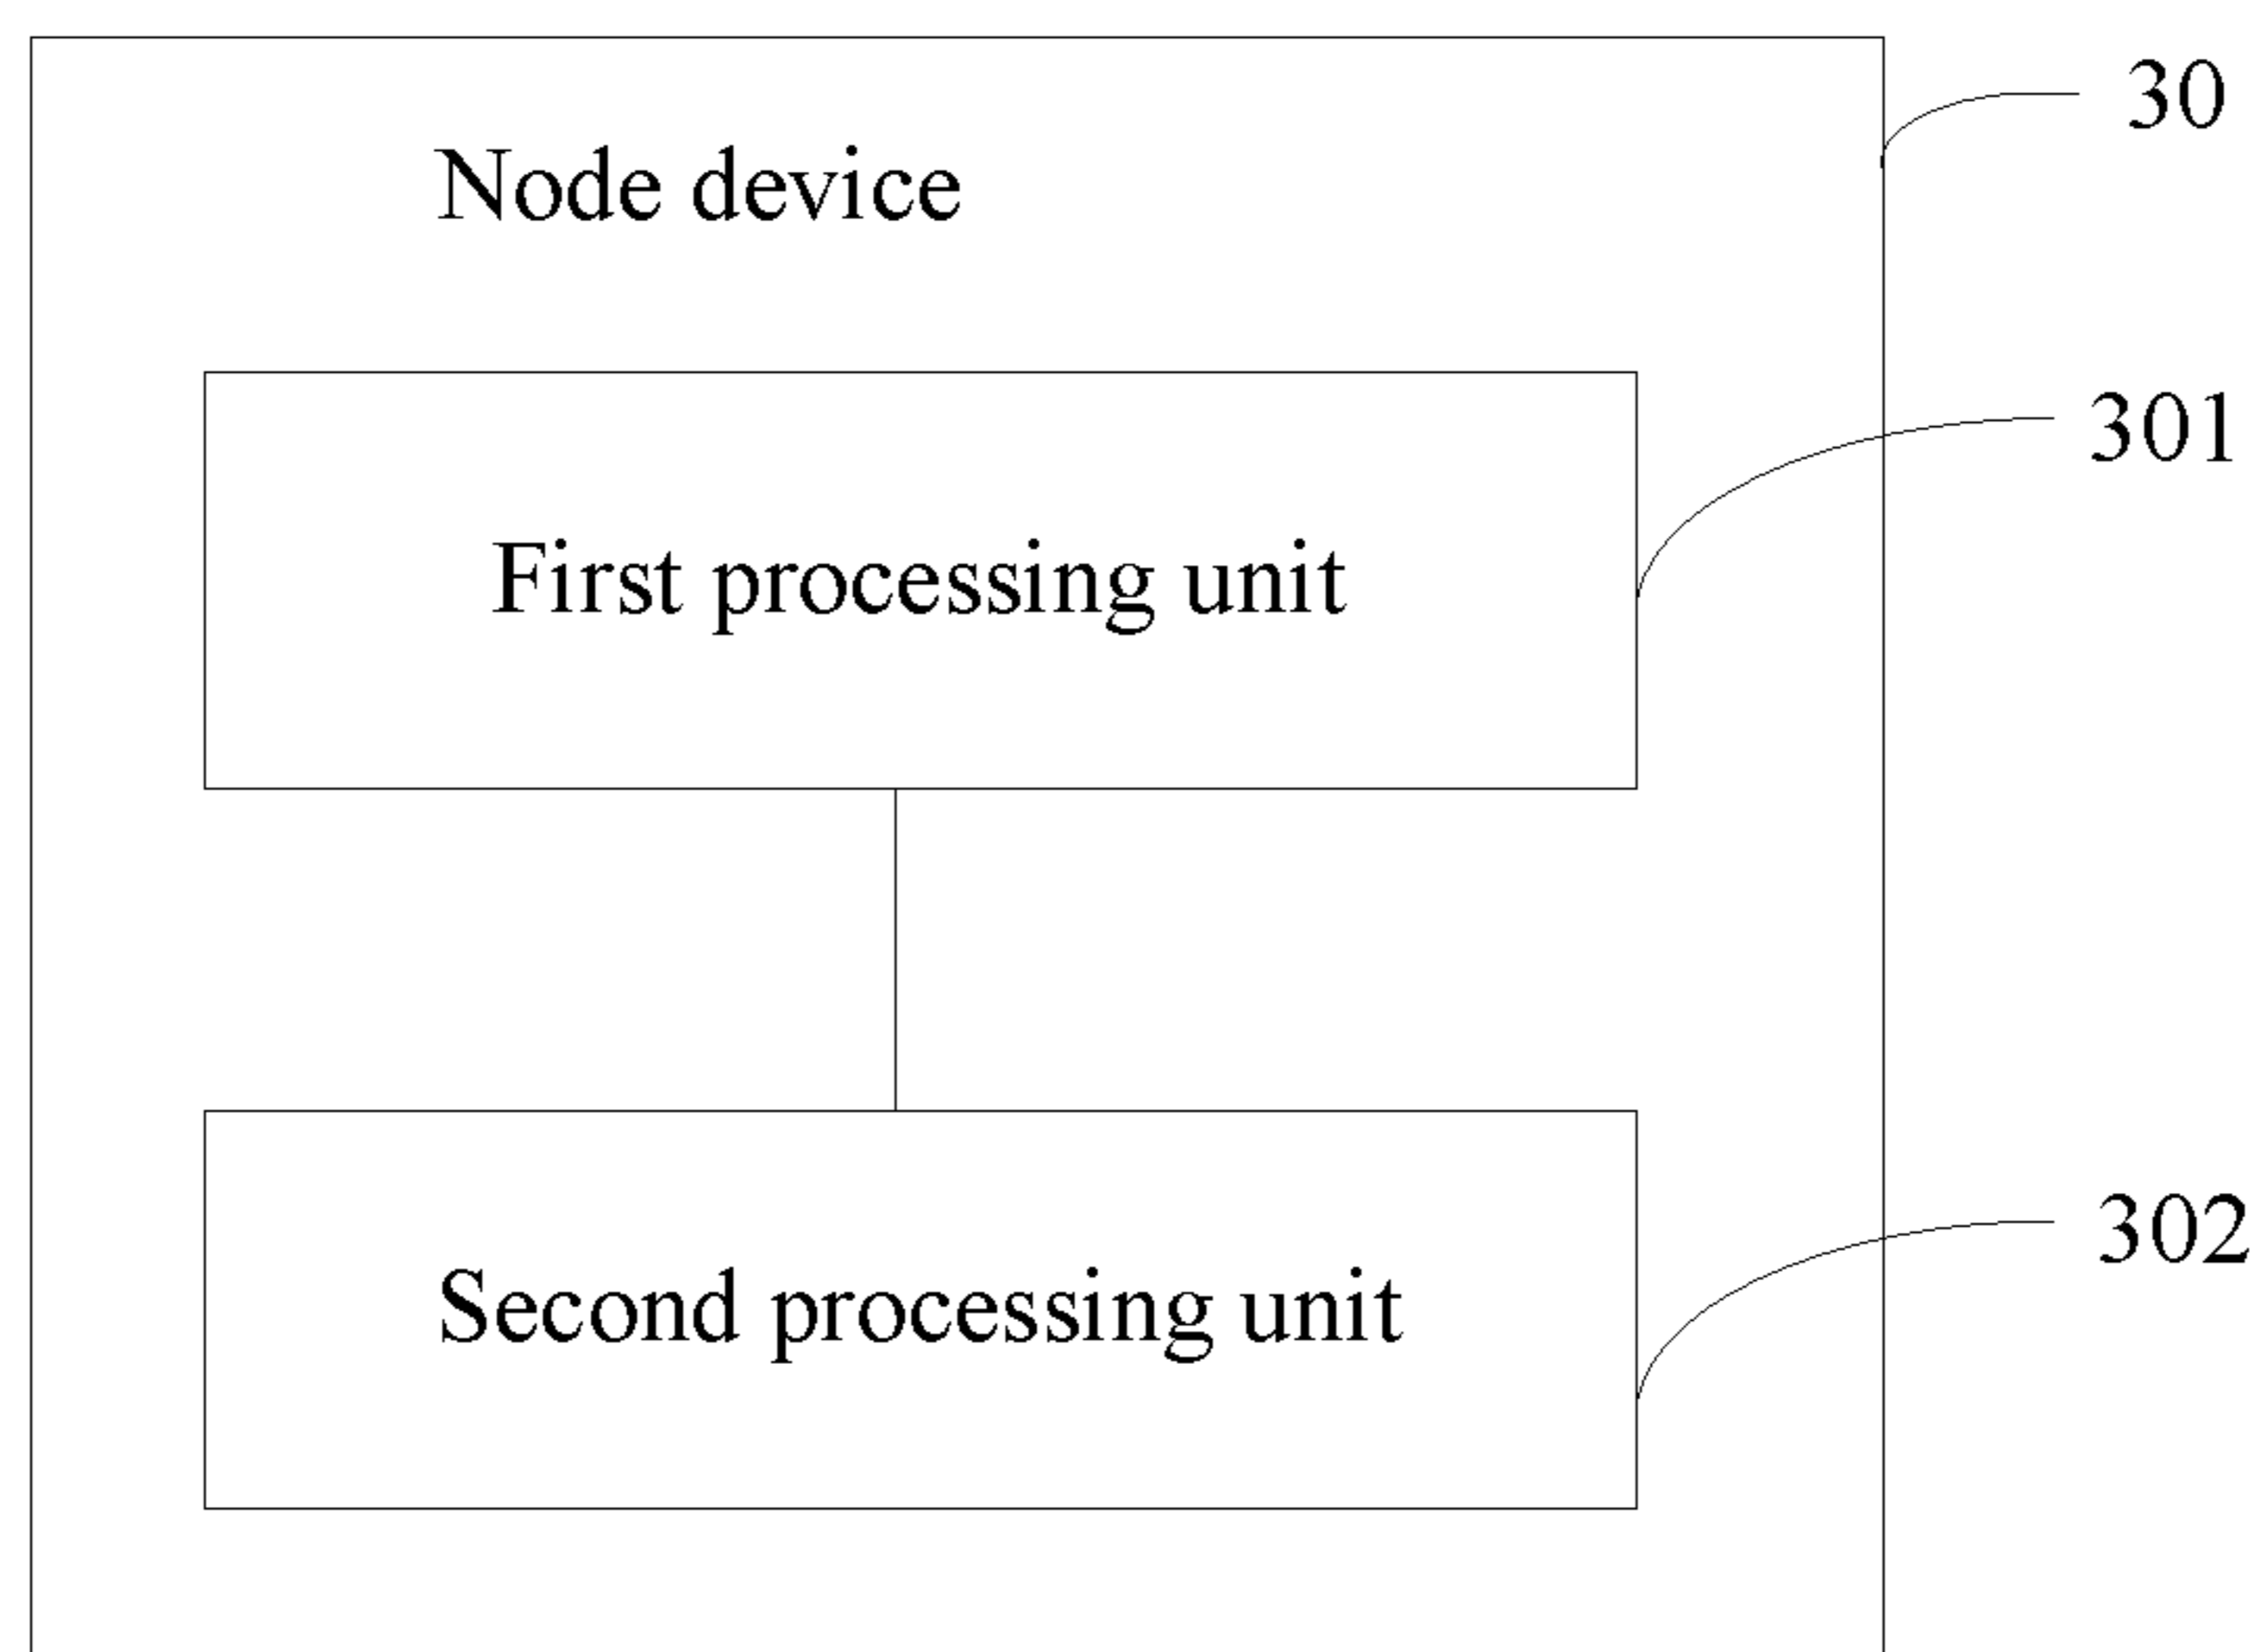 30
Node device
301
First processing unit
302
Second processing unit